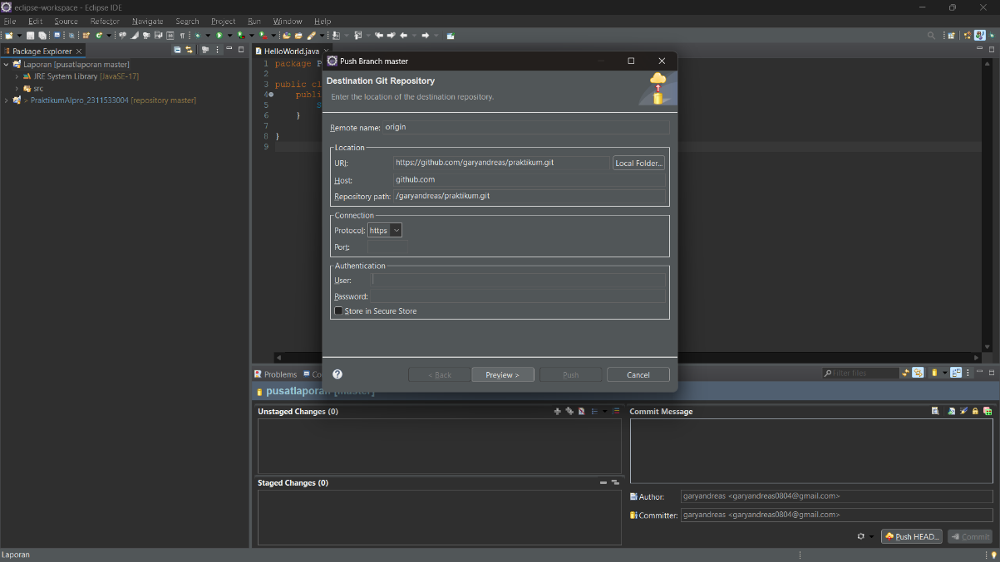 eclipse-workspace - Eclipse IDE
File Edit Source Refactor Navigate Search Project Run Window Help
Package Explorer
Laporan [pusatlaporan master]
JRE System Library [JavaSE-17]
src
> PraktikumAlpro_2311533004 [repository master]
HelloWorld.java
1 package P
2
3 public cl
4 publi
5 S
6 }
7
8 }
9
Push Branch master
Destination Git Repository
Enter the location of the destination repository.
Remote name: origin
Location
URI: https://github.com/garyandreas/praktikum.git Local Folder...
Host: github.com
Repository path: /garyandreas/praktikum.git
Connection
Protocol: https
Port:
Authentication
User:
Password:
Store in Secure Store
< Back Preview > Push Cancel
Problems Co
Filter files
pusatlaporan [master]
Unstaged Changes (0)
Staged Changes (0)
Commit Message
Author: garyandreas <garyandreas0804@gmail.com>
Committer: garyandreas <garyandreas0804@gmail.com>
Push HEAD... Commit
Laporan